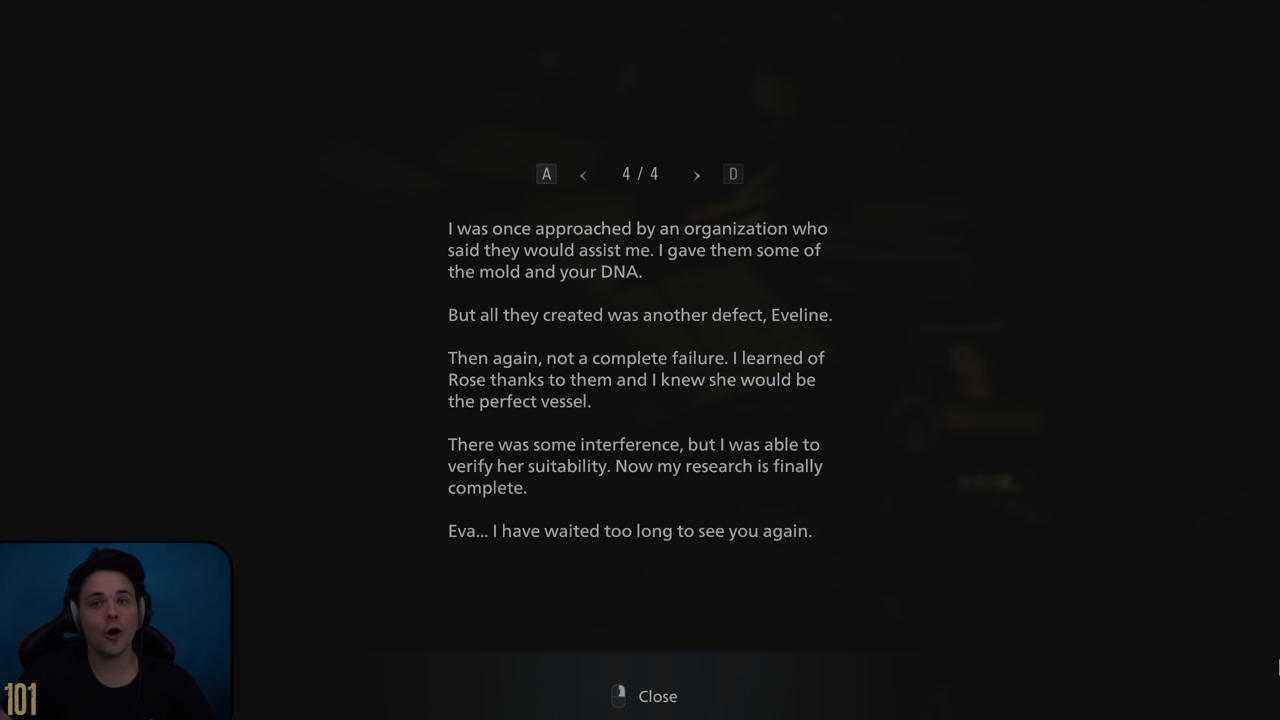 A < 4 / 4 > D
I was once approached by an organization who
said they would assist me. I gave them some of
the mold and your DNA.
But all they created was another defect, Eveline.
Then again, not a complete failure. I learned of
Rose thanks to them and I knew she would be
the perfect vessel.
There was some interference, but I was able to
verify her suitability. Now my research is finally
complete.
Eva... I have waited too long to see you again.
101
Close